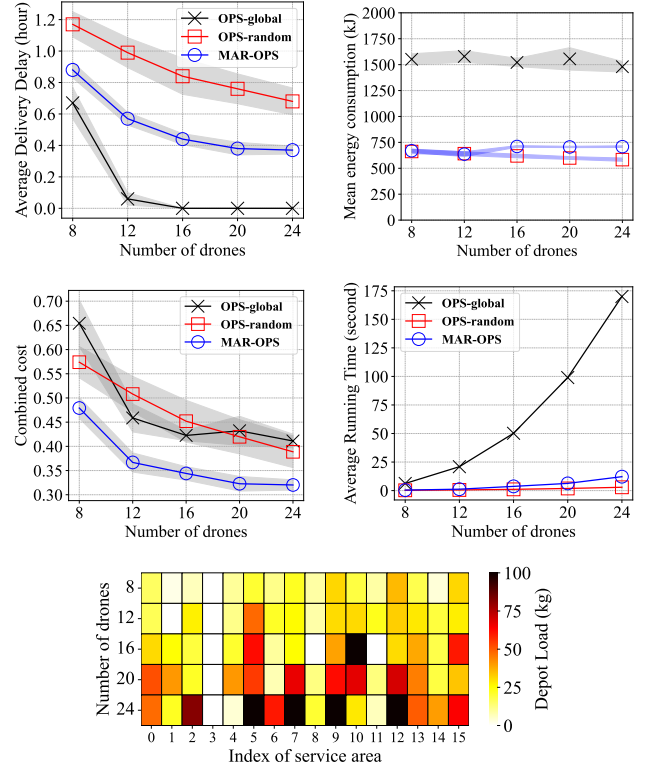 Average Delivery Delay (hour)
1.2
1.0
0.8
0.6
0.4
0.2
0.0
OPS-global
OPS-random
MAR-OPS
8 12 16 20 24
Number of drones
Mean energy consumption (kJ)
2000
1750
1500
1250
1000
750
500
250
0
OPS-global
OPS-random
MAR-OPS
8 12 16 20 24
Number of drones
Combined cost
0.70
0.65
0.60
0.55
0.50
0.45
0.40
0.35
0.30
OPS-global
OPS-random
MAR-OPS
8 12 16 20 24
Number of drones
Average Running Time (second)
175
150
125
100
75
50
25
0
OPS-global
OPS-random
MAR-OPS
8 12 16 20 24
Number of drones
Number of drones
8
12
16
20
24
0 1 2 3 4 5 6 7 8 9 10 11 12 13 14 15
Index of service area
100
75
50
25
0
Depot Load (kg)